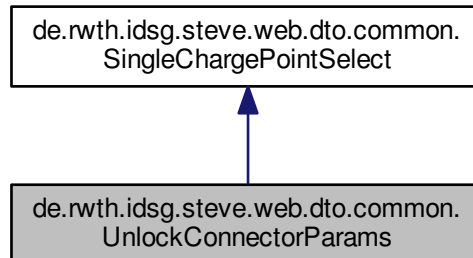 de.rwth.idsg.steve.web.dto.common.
SingleChargePointSelect
de.rwth.idsg.steve.web.dto.common.
UnlockConnectorParams